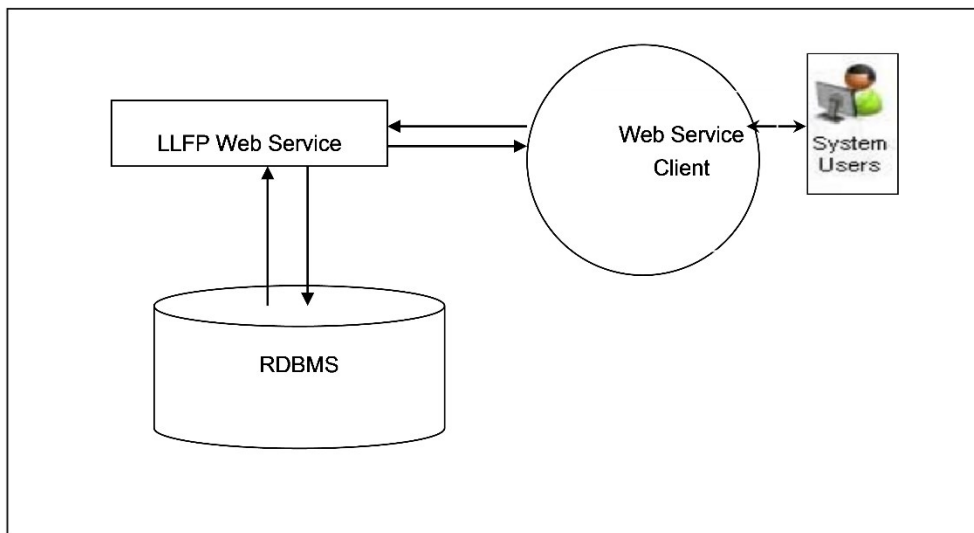 LLFP Web Service
Web Service
Client
System
Users
RDBMS